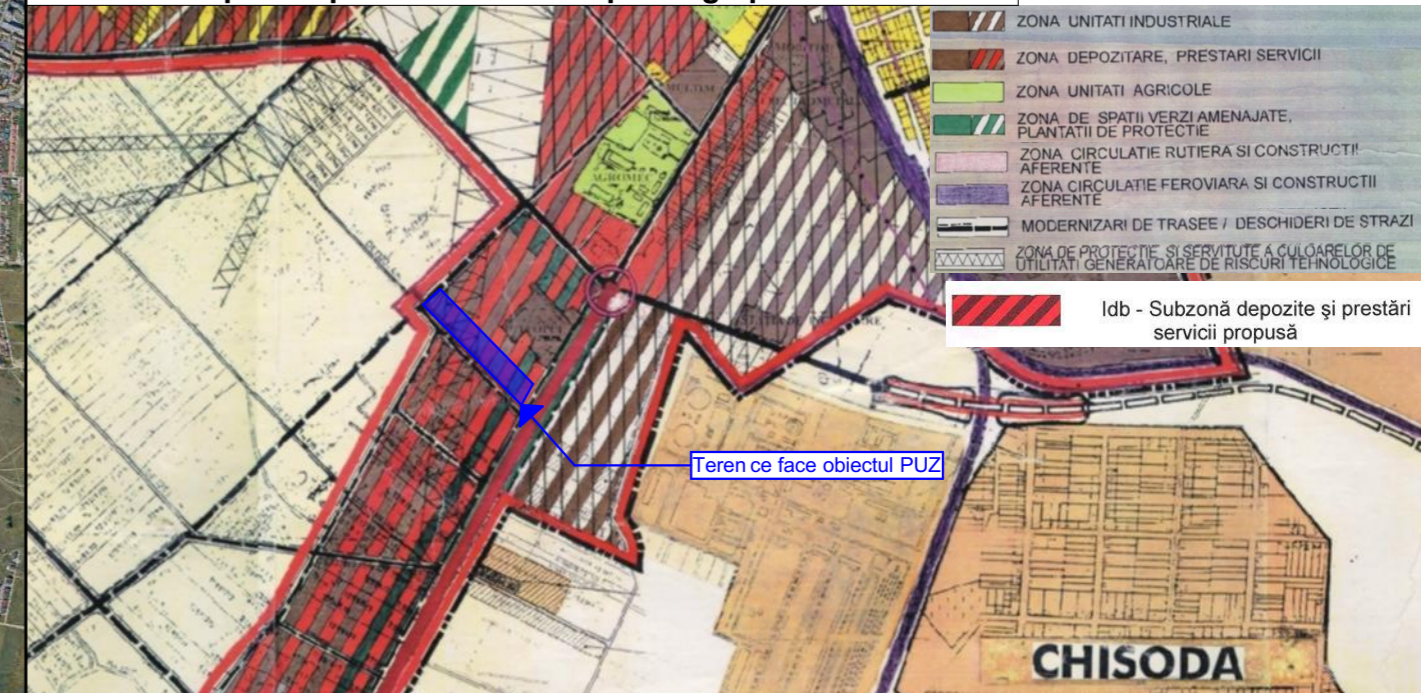 ZONA UNITATI INDUSTRIALE
ZONA DEPOZITARE, PRESTARI SERVICII
ZONA UNITATI AGRICOLE
ZONA DE SPATII VERZI AMENAJATE,
PLANTATII DE PROTECTIE
ZONA CIRCULATIE RUTIERA SI CONSTRUCTII
AFERENTE
ZONA CIRCULATIE FEROVIARA SI CONSTRUCTII
AFERENTE
MODERNIZARI DE TRASEE / DESCHIDERI DE STRAZI
ZONA DE PROTECTIE SI SERVITUTE A CULOARELOR DE
UTILITATI GENERATOARE DE RISCURI TEHNOLOGICE
Idb - Subzonă depozite şi prestări
servicii propusă
AGROMEC
Teren ce face obiectul PUZ
CHISODA